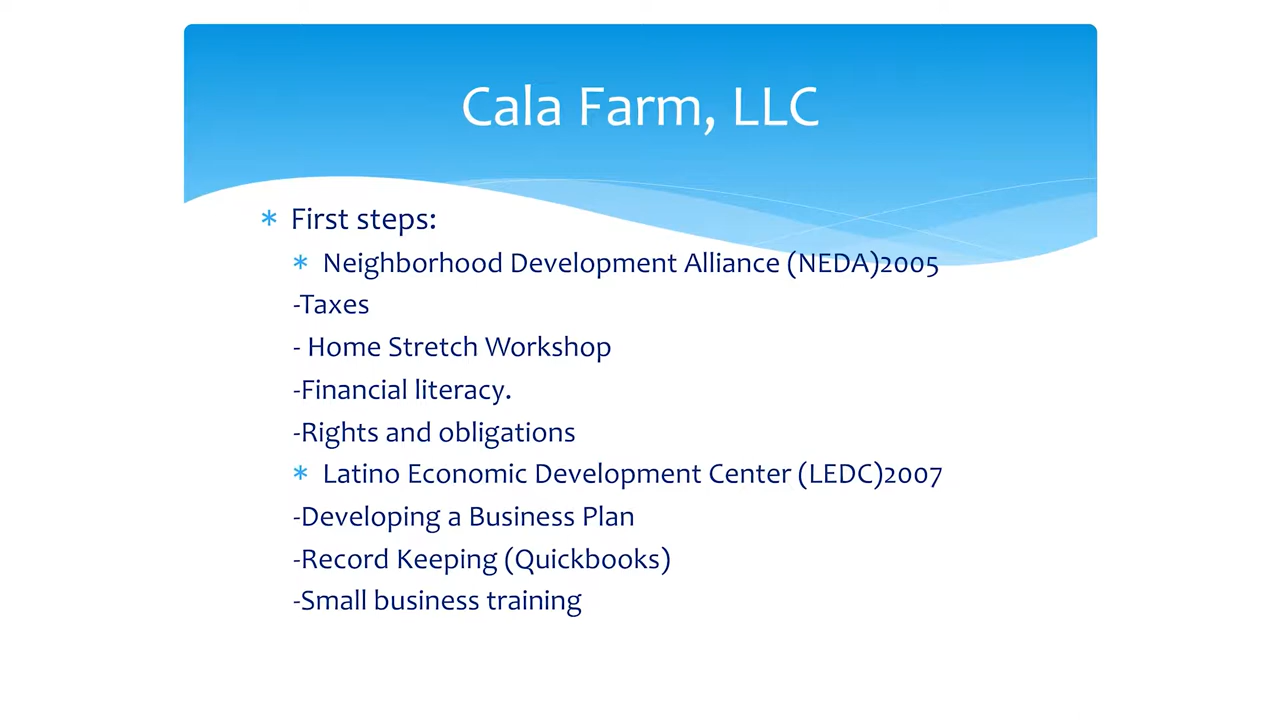 Cala Farm, LLC
* First steps:
* Neighborhood Development Alliance (NEDA)2005
-Taxes
- Home Stretch Workshop
-Financial literacy.
-Rights and obligations
* Latino Economic Development Center (LEDC)2007
-Developing a Business Plan
-Record Keeping (Quickbooks)
-Small business training